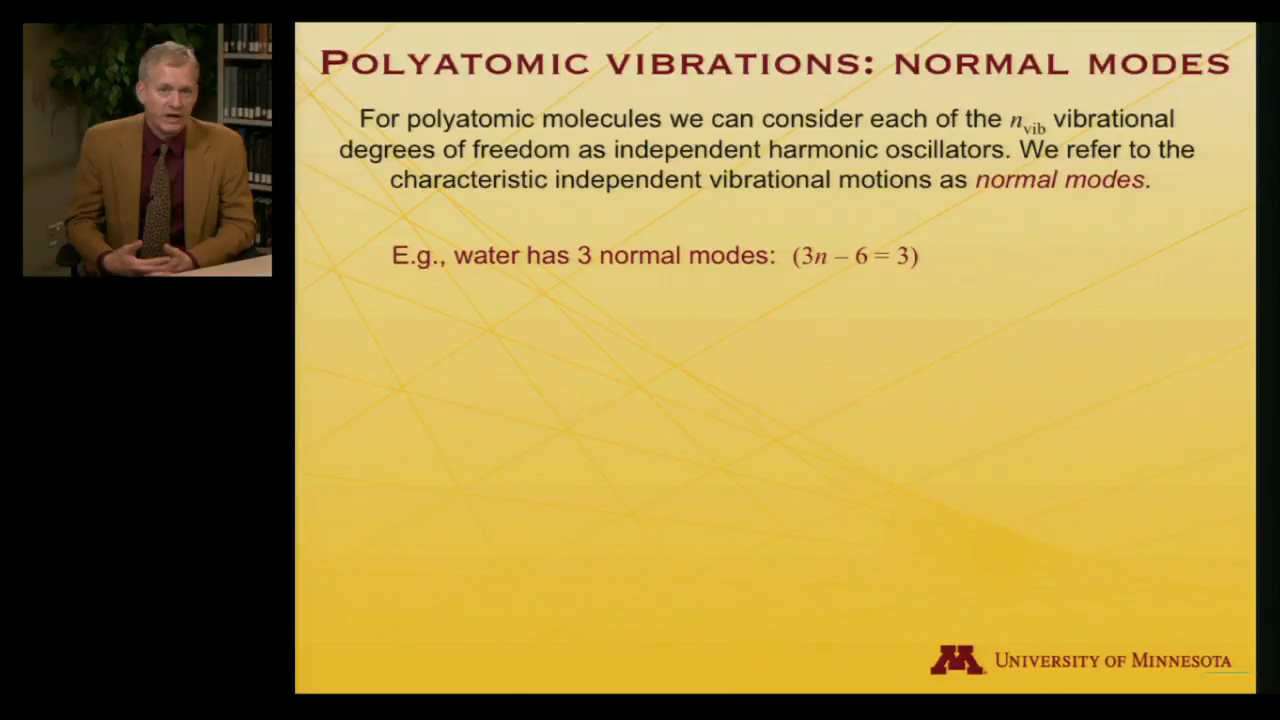 POLYATOMIC VIBRATIONS: NORMAL MODES
For polyatomic molecules we can consider each of the nvib vibrational
degrees of freedom as independent harmonic oscillators. We refer to the
characteristic independent vibrational motions as normal modes.
E.g., water has 3 normal modes: (3n – 6 = 3)
M UNIVERSITY OF MINNESOTA